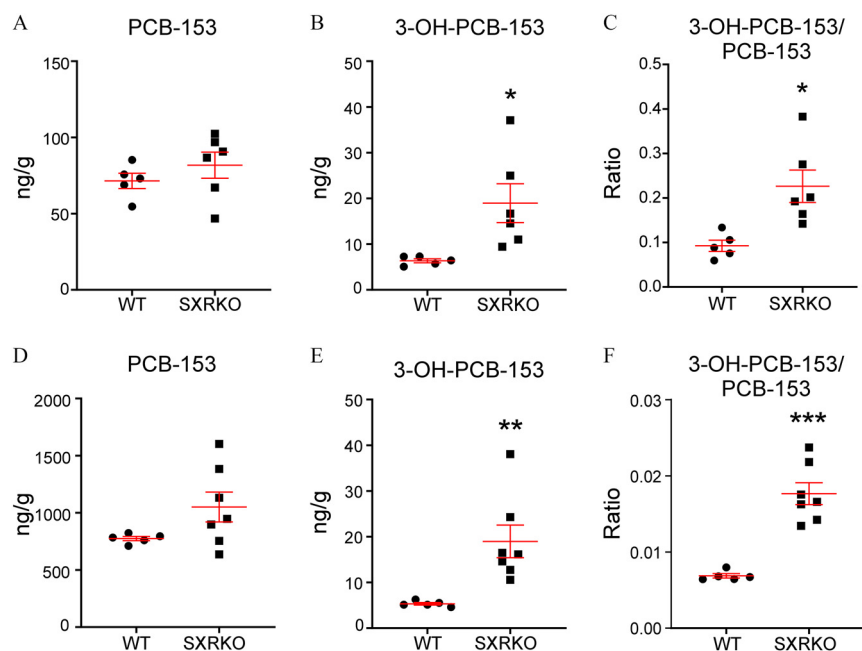 A
PCB-153
ng/g
150
100
50
0
WT
SXRKO
B
3-OH-PCB-153
ng/g
50
40
30
20
10
0
*
WT
SXRKO
C
3-OH-PCB-153/
PCB-153
Ratio
0.5
0.4
0.3
0.2
0.1
0.0
*
WT
SXRKO
D
PCB-153
ng/g
2000
1500
1000
500
0
WT
SXRKO
E
3-OH-PCB-153
ng/g
50
40
30
20
10
0
**
WT
SXRKO
F
3-OH-PCB-153/
PCB-153
Ratio
0.03
0.02
0.01
0.00
***
WT
SXRKO